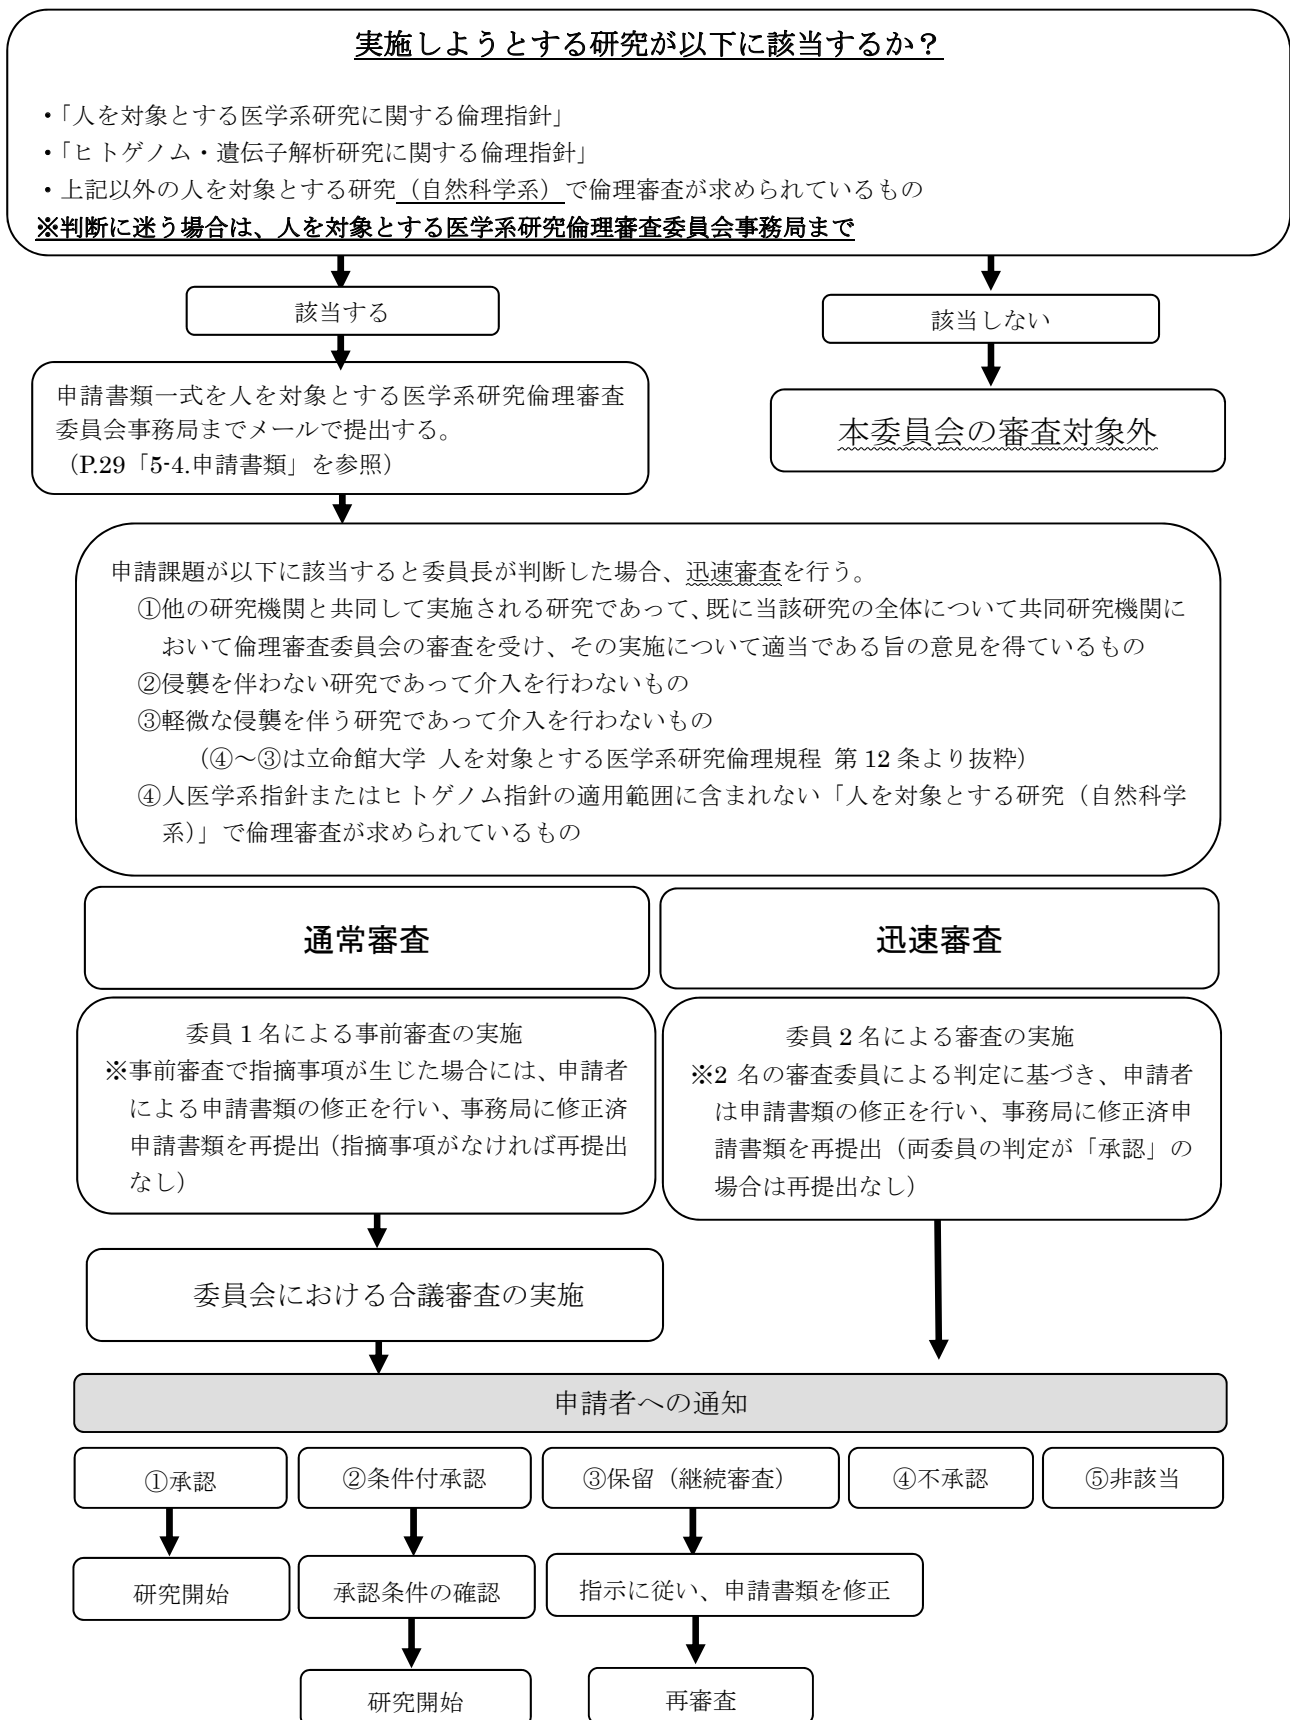 実施しようとする研究が以下に該当するか？
・「人を対象とする医学系研究に関する倫理指針」
・「ヒトゲノム・遺伝子解析研究に関する倫理指針」
・上記以外の人を対象とする研究（自然科学系）で倫理審査が求められているもの
※判断に迷う場合は、人を対象とする医学系研究倫理審査委員会事務局まで
該当する
該当しない
申請書類一式を人を対象とする医学系研究倫理審査
委員会事務局までメールで提出する。
（P.29「5-4.申請書類」を参照）
本委員会の審査対象外
申請課題が以下に該当すると委員長が判断した場合、迅速審査を行う。
①他の研究機関と共同して実施される研究であって、既に当該研究の全体について共同研究機関に
おいて倫理審査委員会の審査を受け、その実施について適当である旨の意見を得ているもの
②侵襲を伴わない研究であって介入を行わないもの
③軽微な侵襲を伴う研究であって介入を行わないもの
（④～③は立命館大学 人を対象とする医学系研究倫理規程 第 12 条より抜粋）
④人医学系指針またはヒトゲノム指針の適用範囲に含まれない「人を対象とする研究（自然科学
系）」で倫理審査が求められているもの
通常審査
迅速審査
委員 1 名による事前審査の実施
※事前審査で指摘事項が生じた場合には、申請者
による申請書類の修正を行い、事務局に修正済
申請書類を再提出（指摘事項がなければ再提出
なし）
委員 2 名による審査の実施
※2 名の審査委員による判定に基づき、申請者
は申請書類の修正を行い、事務局に修正済申
請書類を再提出（両委員の判定が「承認」の
場合は再提出なし）
委員会における合議審査の実施
申請者への通知
①承認
②条件付承認
③保留（継続審査）
④不承認
⑤非該当
研究開始
承認条件の確認
指示に従い、申請書類を修正
研究開始
再審査